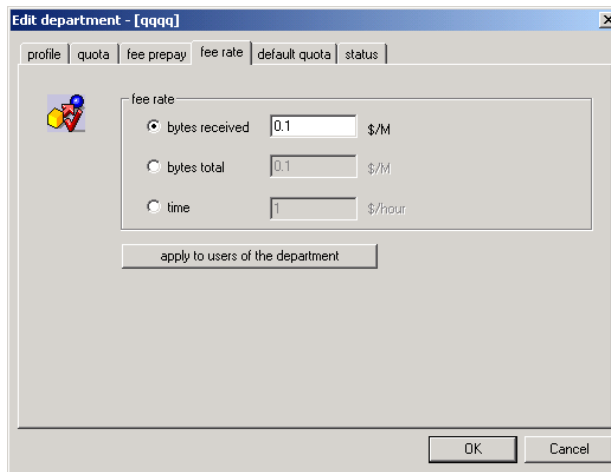 Edit department - [qqqq]
profile quota fee prepay fee rate default quota status
fee rate
bytes received 0.1 $/M
bytes total 0.1 $/M
time 1 $/hour
apply to users of the department
OK Cancel